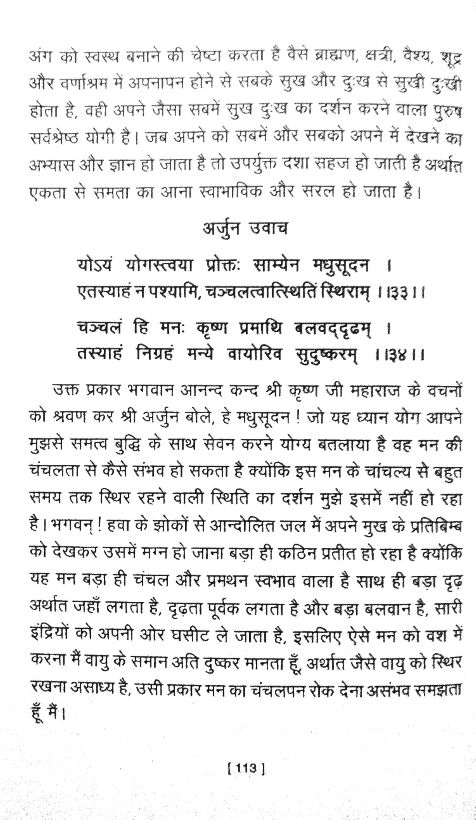 अंग को स्वस्थ बनाने की चेष्टा करता है वैसे ब्राह्मण, क्षत्री, वैश्य, शूद्र
और वर्णाश्रम में अपनापन होने से सबके सुख और दुःख से सुखी दुःखी
होता है, वही अपने जैसा सबमें सुख दुःख का दर्शन करने वाला पुरुष
सर्वश्रेष्ठ योगी है। जब अपने को सबमें और सबको अपने में देखने का
अभ्यास और ज्ञान हो जाता है तो उपर्युक्त दशा सहज हो जाती है अर्थात
एकता से समता का आना स्वाभाविक और सरल हो जाता है।
अर्जुन उवाच
योऽयं योगस्त्वया प्रोक्तः साम्येन मधुसूदन ।
एतस्याहं न पश्यामि, चञ्चलत्वात्स्थितिं स्थिराम् ।।३३।।
चञ्चलं हि मनः कृष्ण प्रमाथि बलवद्दृढम् ।
तस्याहं निग्रहं मन्ये वायोरिव सुदुष्करम् ।।३४।।
उक्त प्रकार भगवान आनन्द कन्द श्री कृष्ण जी महाराज के वचनों
को श्रवण कर श्री अर्जुन बोले, हे मधुसूदन ! जो यह ध्यान योग आपने
मुझसे समत्व बुद्धि के साथ सेवन करने योग्य बतलाया है वह मन की
चंचलता से कैसे संभव हो सकता है क्योंकि इस मन के चांचल्य से बहुत
समय तक स्थिर रहने वाली स्थिति का दर्शन मुझे इसमें नहीं हो रहा
है। भगवन् ! हवा के झोकों से आन्दोलित जल में अपने मुख के प्रतिबिम्ब
को देखकर उसमें मग्न हो जाना बड़ा ही कठिन प्रतीत हो रहा है क्योंकि
यह मन बड़ा ही चंचल और प्रमथन स्वभाव वाला है साथ ही बड़ा दृढ़
अर्थात जहाँ लगता है, दृढ़ता पूर्वक लगता है और बड़ा बलवान है, सारी
इंद्रियों को अपनी ओर घसीट ले जाता है, इसलिए ऐसे मन को वश में
करना मैं वायु के समान अति दुष्कर मानता हूँ, अर्थात जैसे वायु को स्थिर
रखना असाध्य है, उसी प्रकार मन का चंचलपन रोक देना असंभव समझता
हूँ मैं।
[ 113 ]